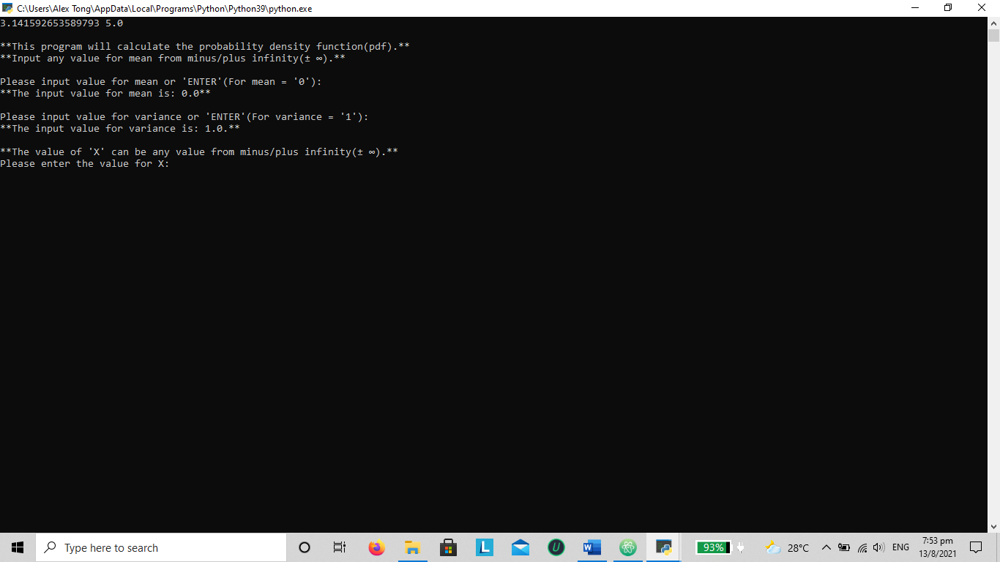 C:\Users\Alex Tong\AppData\Local\Programs\Python\Python39\python.exe
3.141592653589793 5.0
**This program will calculate the probability density function(pdf).**
**Input any value for mean from minus/plus infinity(± ∞).**
Please input value for mean or 'ENTER'(For mean = '0'):
**The input value for mean is: 0.0**
Please input value for variance or 'ENTER'(For variance = '1'):
**The input value for variance is: 1.0.**
**The value of 'X' can be any value from minus/plus infinity(± ∞).**
Please enter the value for X:
Type here to search
L
U
W
93%
28°C
ENG
7:53 pm
13/8/2021